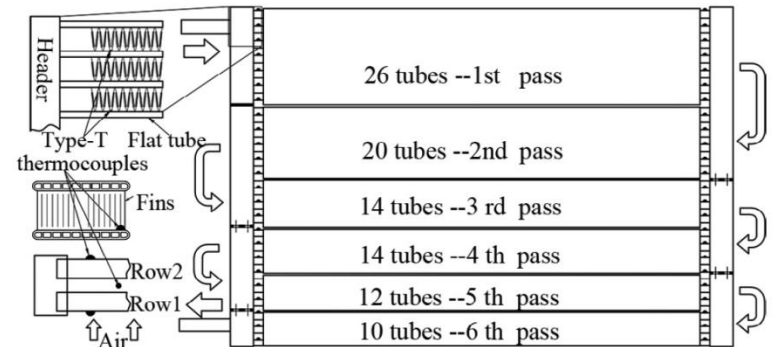 Header
Type-T
thermocouples
Flat tube
Fins
Row2
Row1
Air
26 tubes --1st pass
20 tubes --2nd pass
14 tubes --3 rd pass
14 tubes --4 th pass
12 tubes --5 th pass
10 tubes --6 th pass